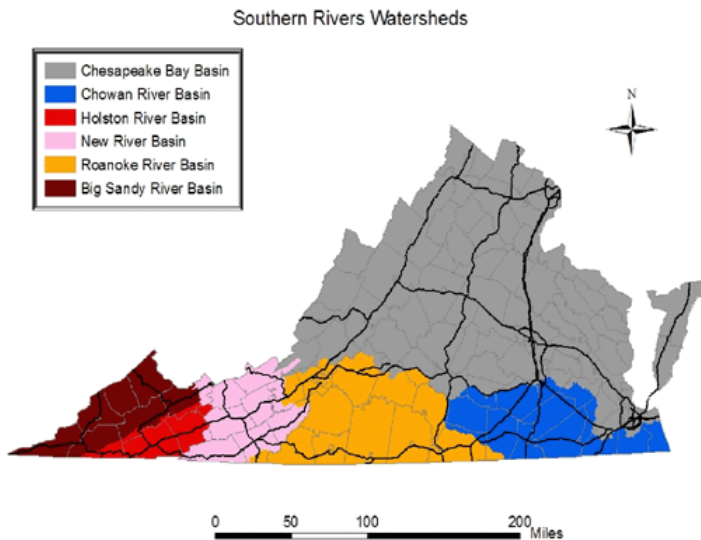 Southern Rivers Watersheds
Chesapeake Bay Basin
Chowan River Basin
Holston River Basin
New River Basin
Roanoke River Basin
Big Sandy River Basin
N
0 50 100 200 Miles